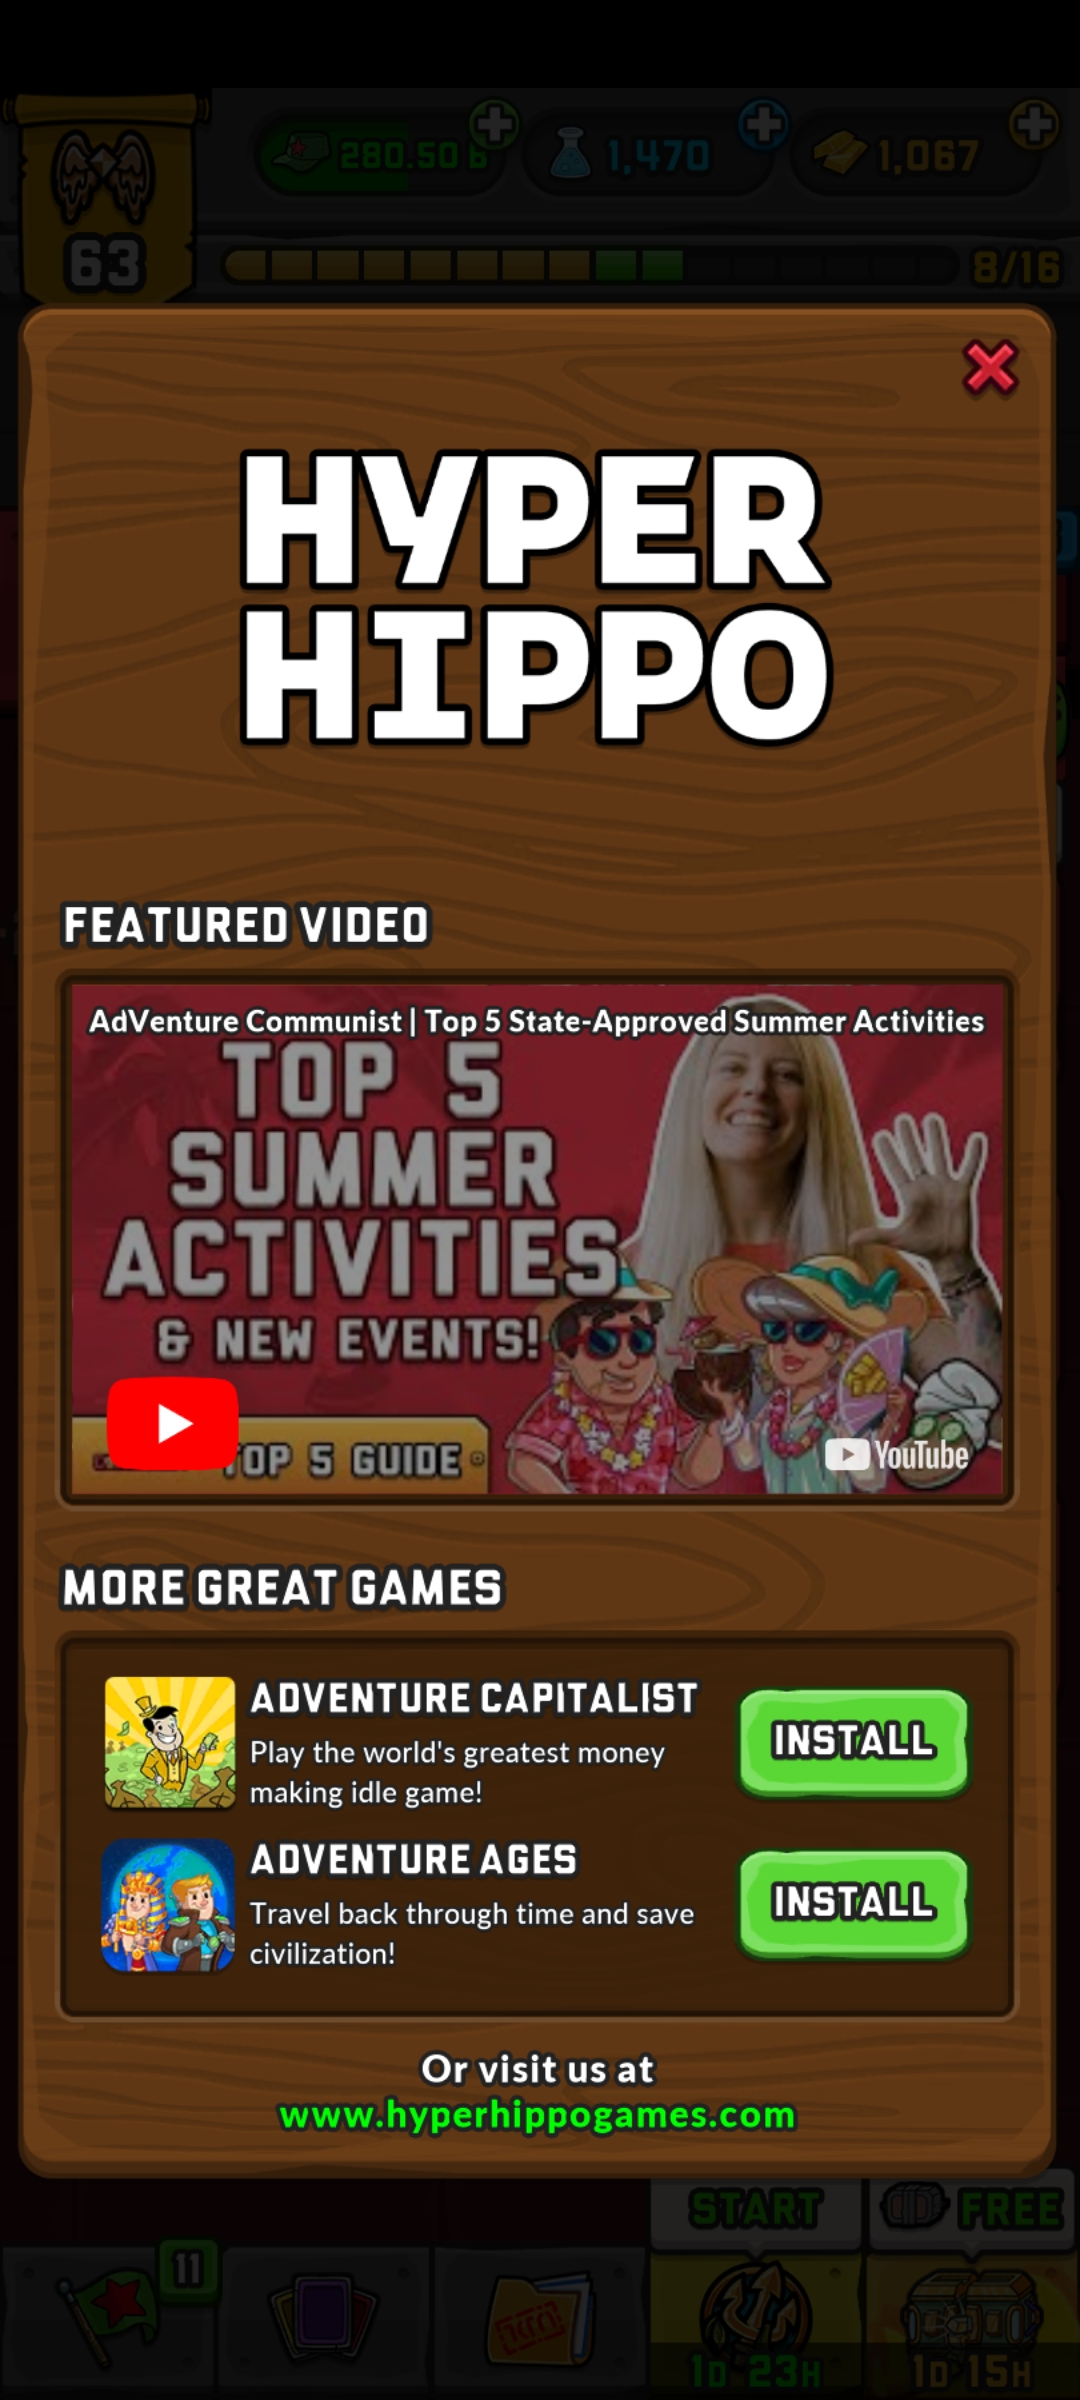 280.50 b
1,470
1,067
63
8/16
HYPER
HIPPO
FEATURED VIDEO
AdVenture Communist | Top 5 State-Approved Summer Activities
TOP 5
SUMMER
ACTIVITIES
& NEW EVENTS!
TOP 5 GUIDE
YouTube
MORE GREAT GAMES
ADVENTURE CAPITALIST
Play the world's greatest money
making idle game!
INSTALL
ADVENTURE AGES
Travel back through time and save
civilization!
INSTALL
Or visit us at
www.hyperhippogames.com
START
FREE
11
1D 23H
1D 15H